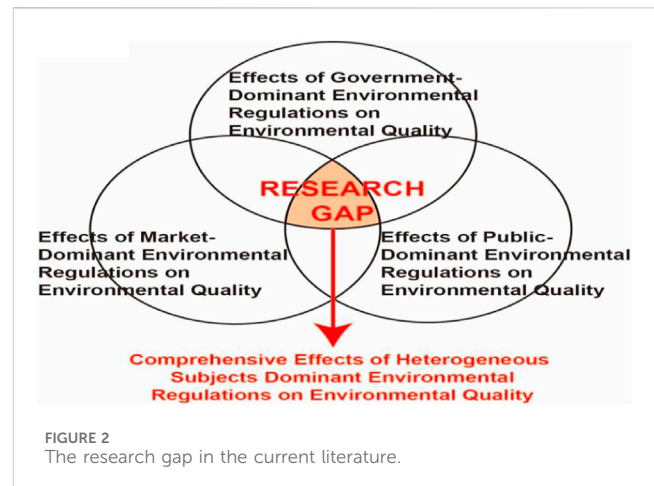 Effects of Government-
Dominant Environmental
Regulations on
Environmental Quality
RESEARCH
GAP
Effects of Market-
Dominant Environmental
Regulations on
Environmental Quality
Effects of Public-
Dominant Environmental
Regulations on
Environmental Quality
Comprehensive Effects of Heterogeneous
Subjects Dominant Environmental
Regulations on Environmental Quality
FIGURE 2
The research gap in the current literature.